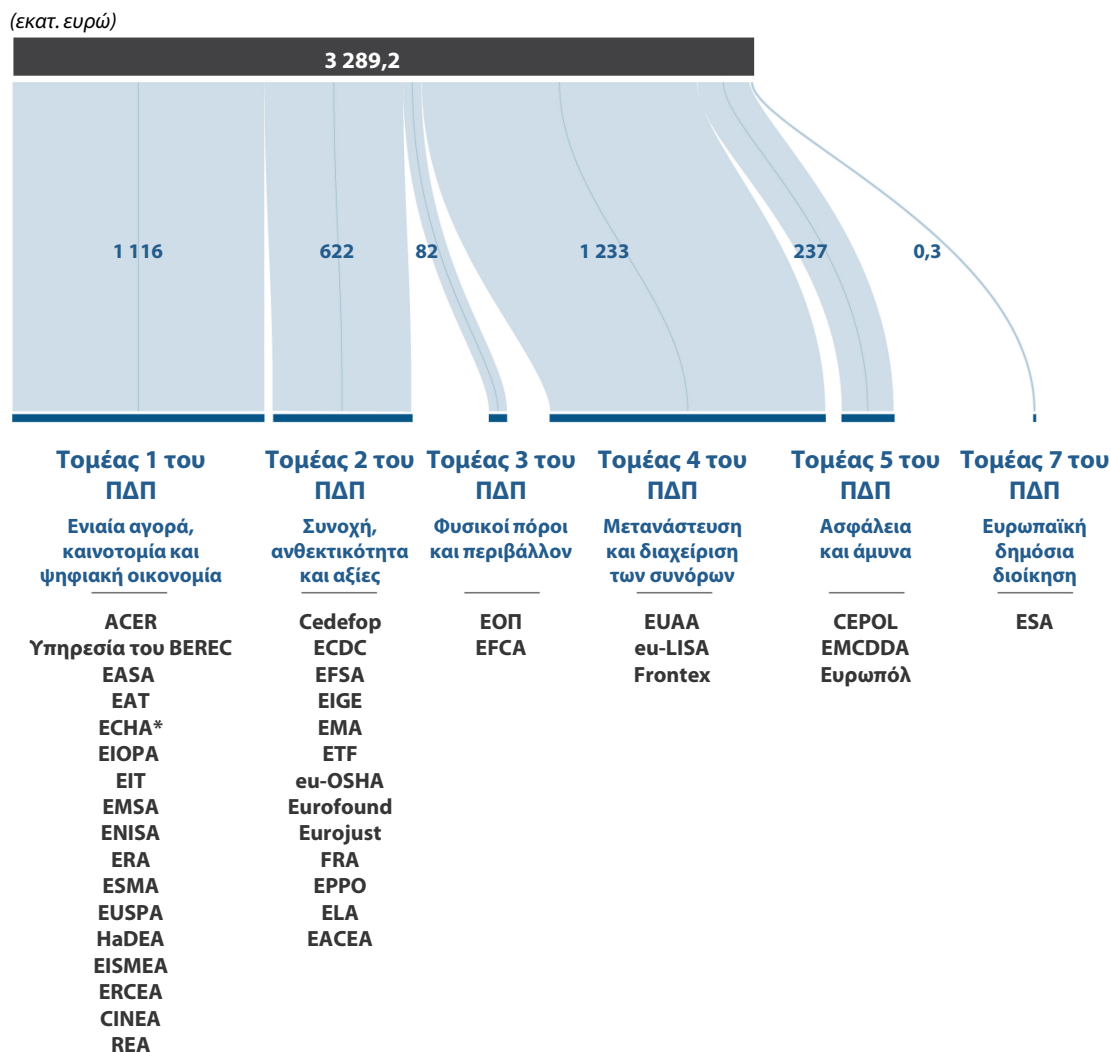 (εκατ. ευρώ)
3 289,2
1 116
622
82
1 233
237
0,3
Τομέας 1 του
ΠΔΠ
Ενιαία αγορά,
καινοτομία και
ψηφιακή οικονομία
ACER
Υπηρεσία του BEREC
EASA
ΕΑΤ
ECHA*
EIOPA
EIT
EMSA
ENISA
ERA
ESMA
EUSPA
HaDEA
EISMEA
ERCEA
CINEA
REA
Τομέας 2 του
ΠΔΠ
Συνοχή,
ανθεκτικότητα
και αξίες
Cedefop
ECDC
EFSA
EIGE
EMA
ETF
eu-OSHA
Eurofound
Eurojust
FRA
EPPO
ELA
EACEA
Τομέας 3 του
ΠΔΠ
Φυσικοί πόροι
και περιβάλλον
ΕΟΠ
EFCA
Τομέας 4 του
ΠΔΠ
Μετανάστευση
και διαχείριση
των συνόρων
EUAA
eu-LISA
Frontex
Τομέας 5 του
ΠΔΠ
Ασφάλεια
και άμυνα
CEPOL
EMCDDA
Ευρωπόλ
Τομέας 7 του
ΠΔΠ
Ευρωπαϊκή
δημόσια
διοίκηση
ESA